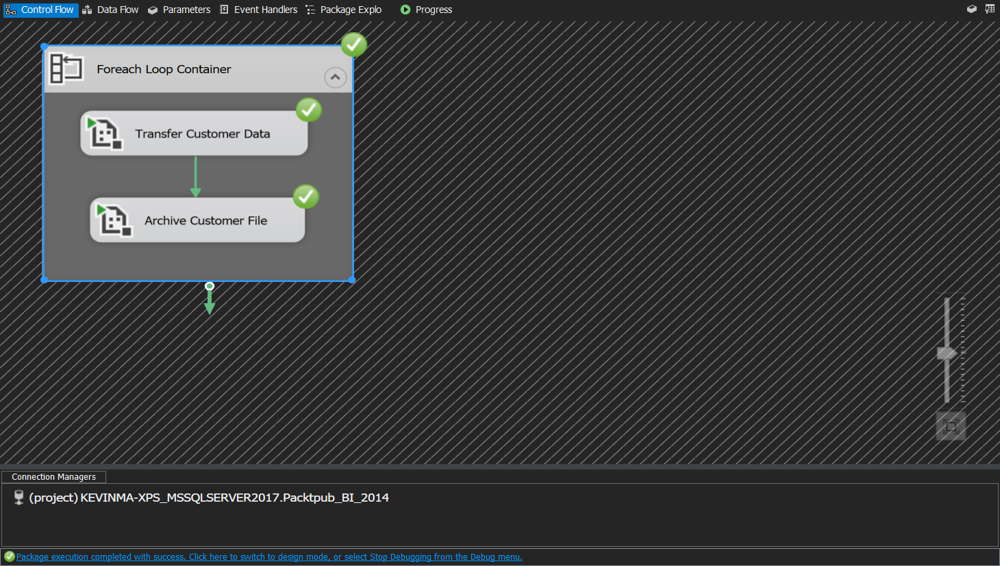 Control Flow Data Flow Parameters Event Handlers Package Explo Progress
Foreach Loop Container
Transfer Customer Data
Archive Customer File
Connection Managers
(project) KEVINMA-XPS_MSSQLSERVER2017.Packtpub_BI_2014
Package execution completed with success. Click here to switch to design mode, or select Stop Debugging from the Debug menu.